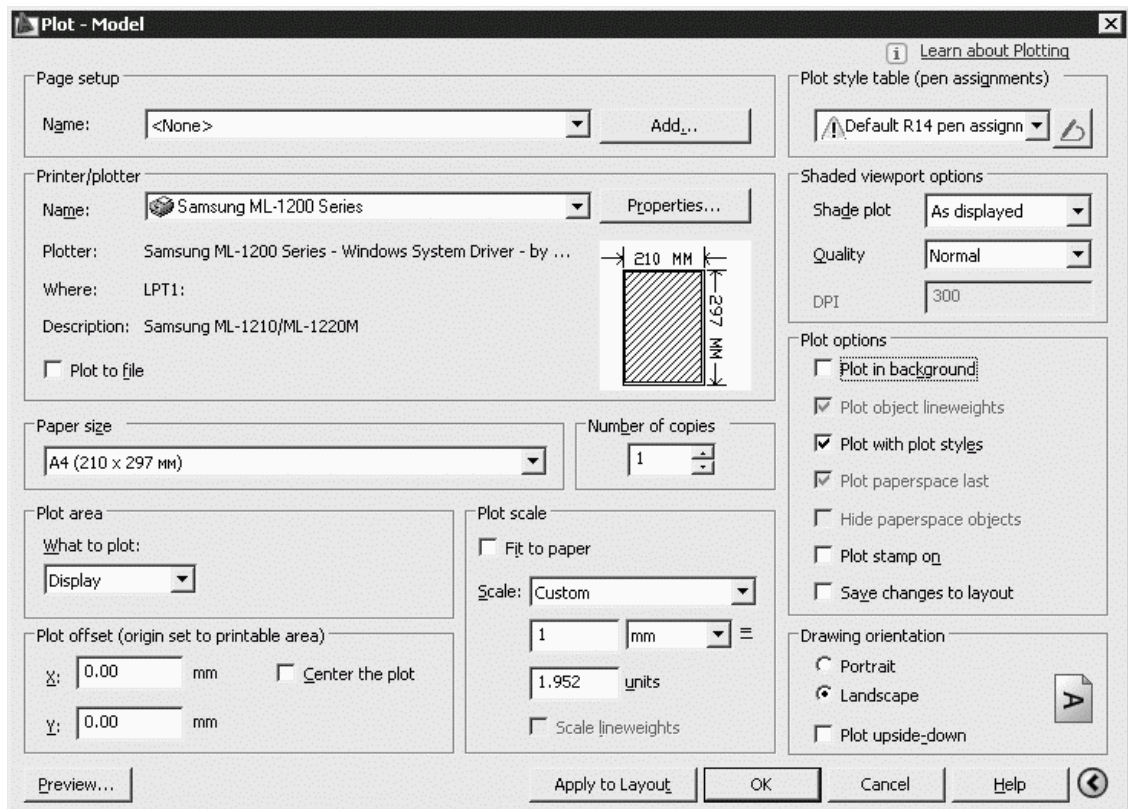 Plot - Model
Learn about Plotting
Page setup
Name: <None> Add...
Plot style table (pen assignments)
Default R14 pen assignn
Printer/plotter
Name: Samsung ML-1200 Series Properties...
Plotter: Samsung ML-1200 Series - Windows System Driver - by ...
Where: LPT1:
Description: Samsung ML-1210/ML-1220M
Plot to file
210 MM
297 MM
Shaded viewport options
Shade plot As displayed
Quality Normal
DPI 300
Paper size
A4 (210 x 297 мм)
Number of copies
1
Plot options
Plot in background
Plot object lineweights
Plot with plot styles
Plot paperspace last
Hide paperspace objects
Plot stamp on
Save changes to layout
Plot area
What to plot:
Display
Plot scale
Fit to paper
Scale: Custom
1 mm =
1.952 units
Scale lineweights
Plot offset (origin set to printable area)
X: 0.00 mm Center the plot
Y: 0.00 mm
Drawing orientation
Portrait
Landscape
A
Plot upside-down
Preview... Apply to Layout OK Cancel Help